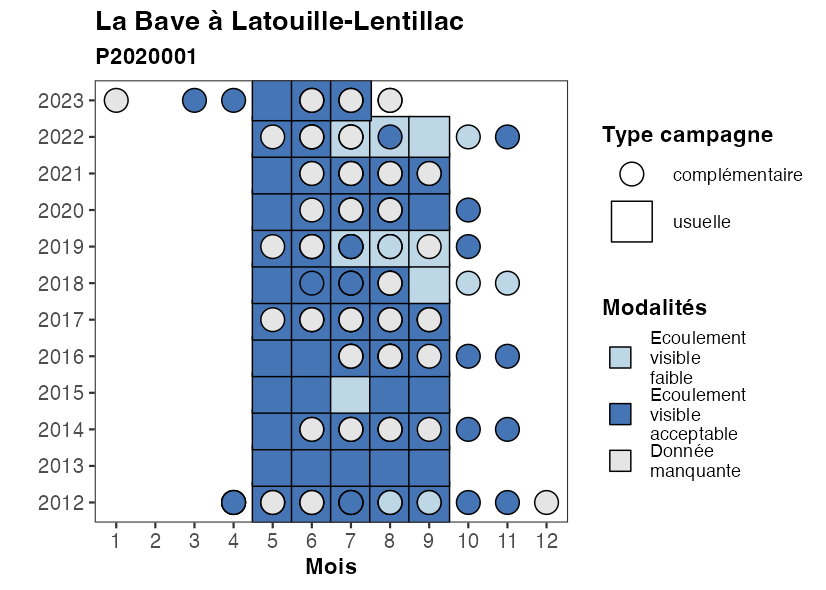 La Bave à Latouille-Lentillac
P2020001
2023
2022
2021
2020
2019
2018
2017
2016
2015
2014
2013
2012
1 2 3 4 5 6 7 8 9 10 11 12
Mois
Type campagne
complémentaire
usuelle
Modalités
Ecoulement
visible
faible
Ecoulement
visible
acceptable
Donnée
manquante